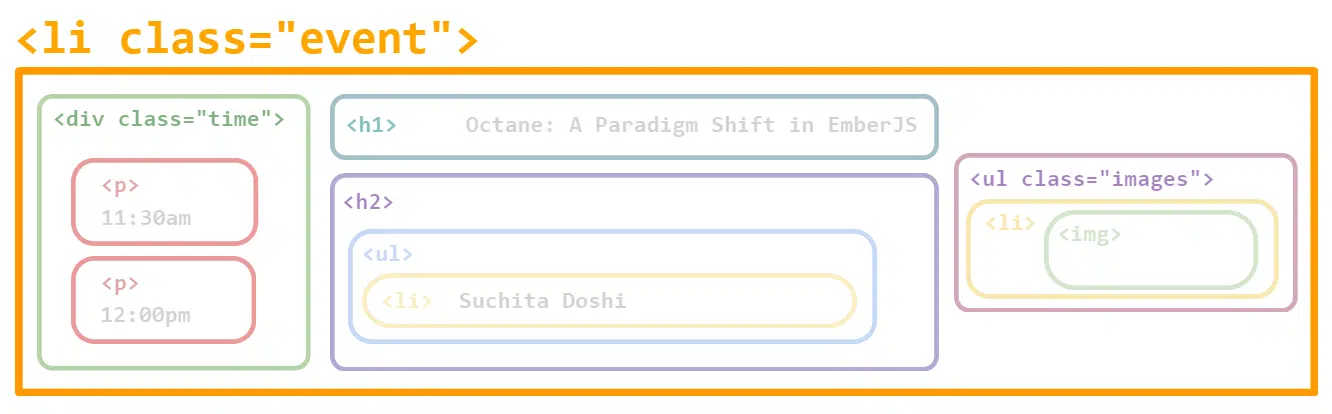 <li class="event">
<div class="time">
<p>
11:30am
<p>
12:00pm
<h1> Octane: A Paradigm Shift in EmberJS
<h2>
<ul>
<li> Suchita Doshi
<ul class="images">
<li> <img>